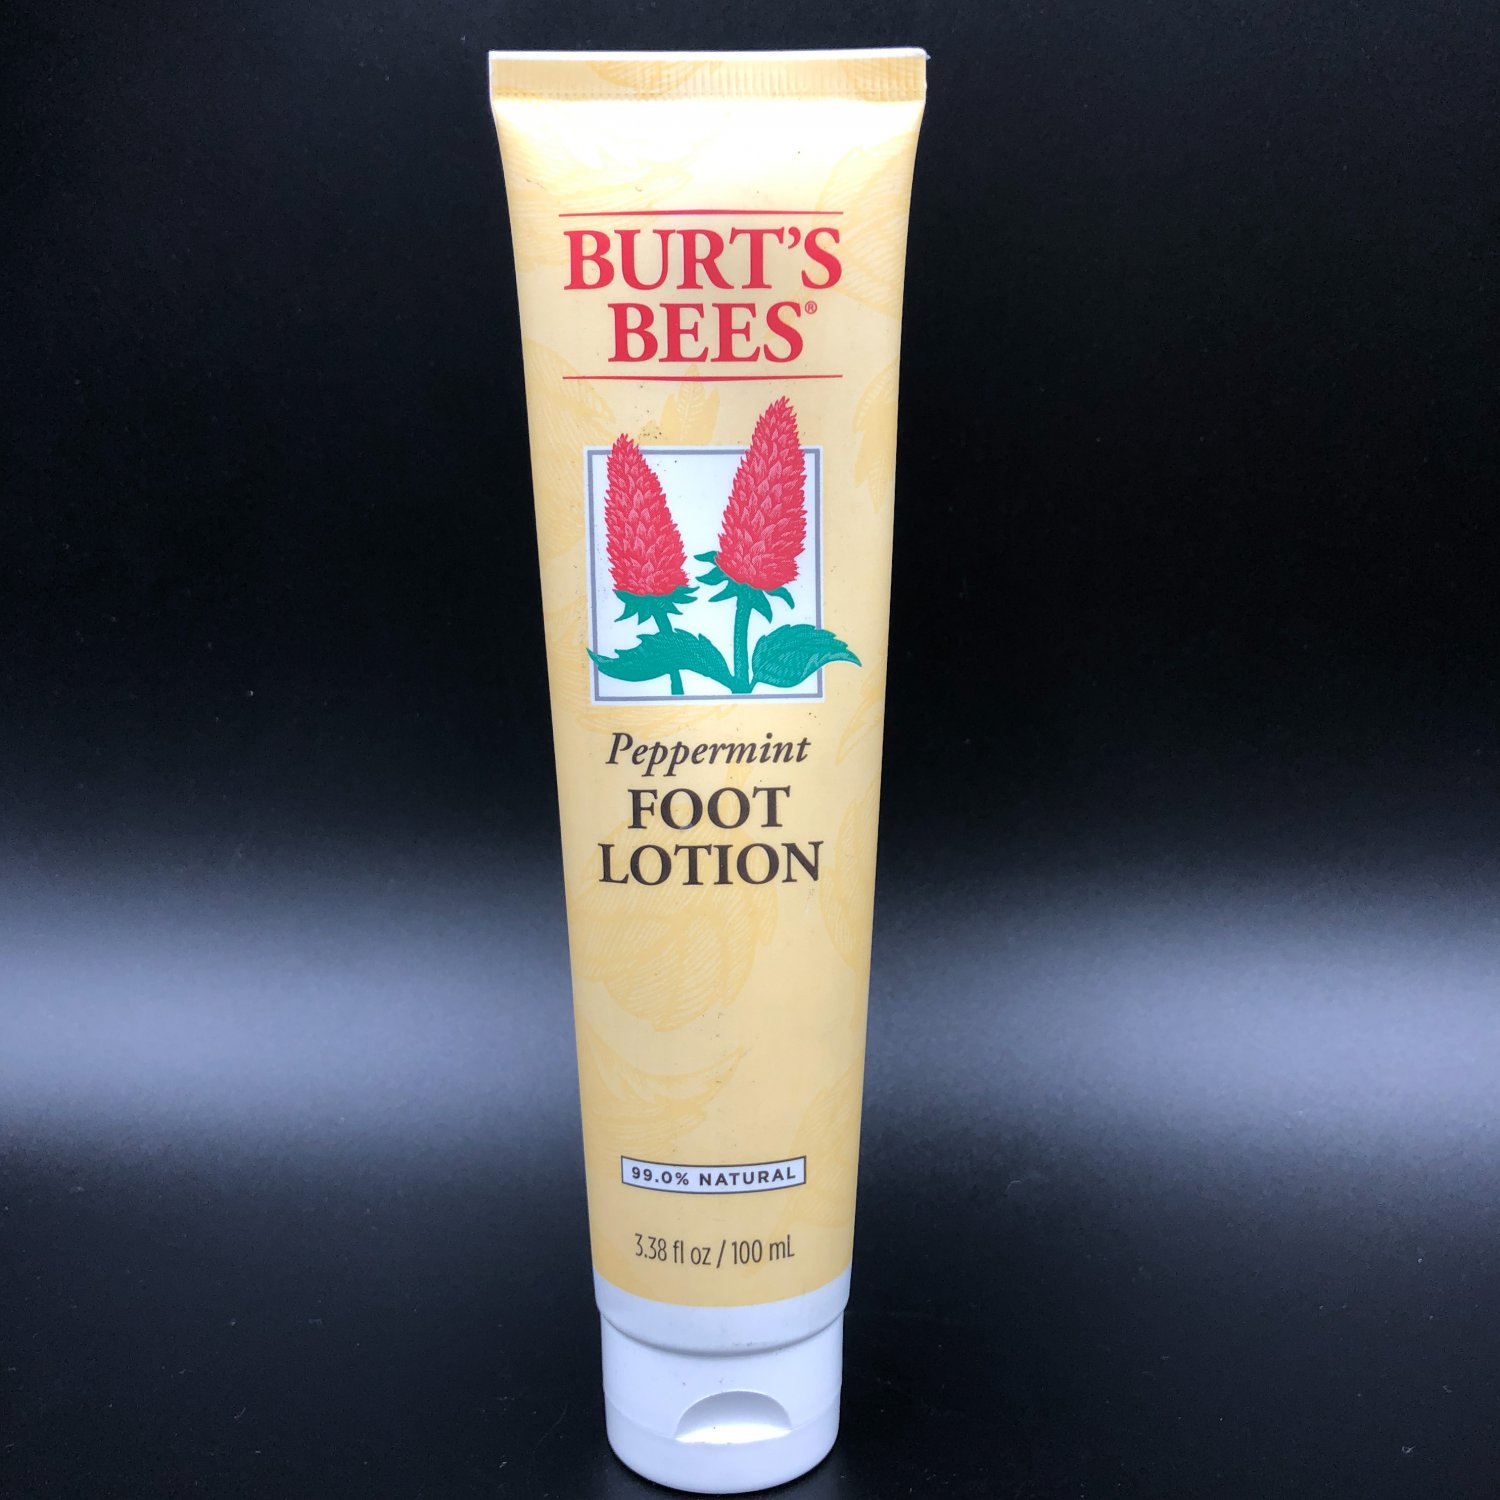 BURT'S
BEES®
Peppermint
FOOT
LOTION
99.0% NATURAL
3.38 fl oz / 100 mL